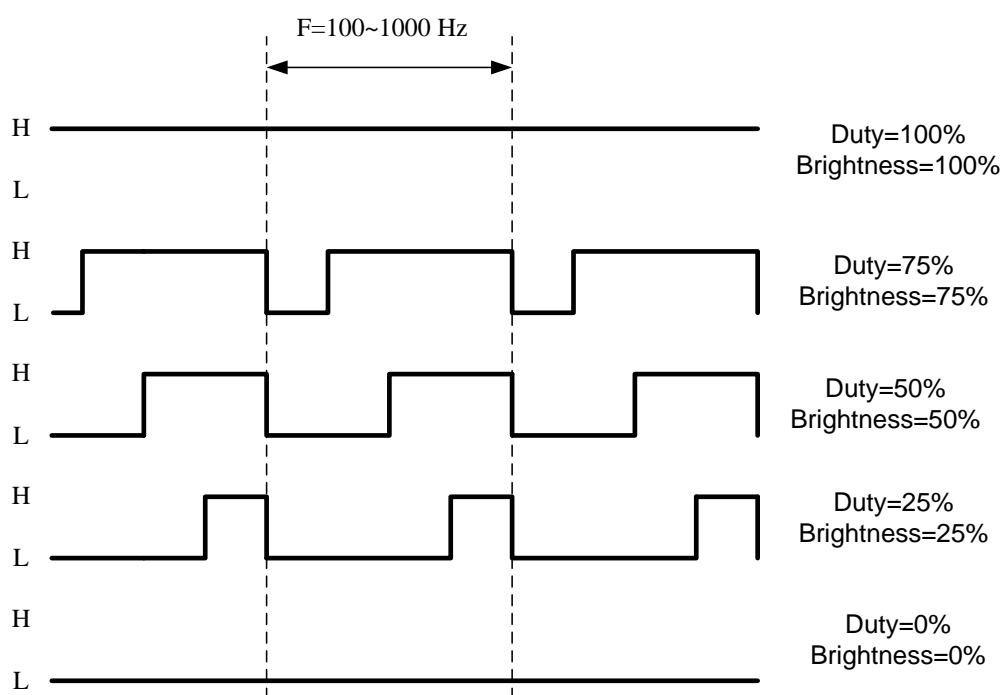 F=100~1000 Hz
H
Duty=100%
Brightness=100%
L
H
Duty=75%
Brightness=75%
L
H
Duty=50%
Brightness=50%
L
H
Duty=25%
Brightness=25%
L
H
Duty=0%
Brightness=0%
L